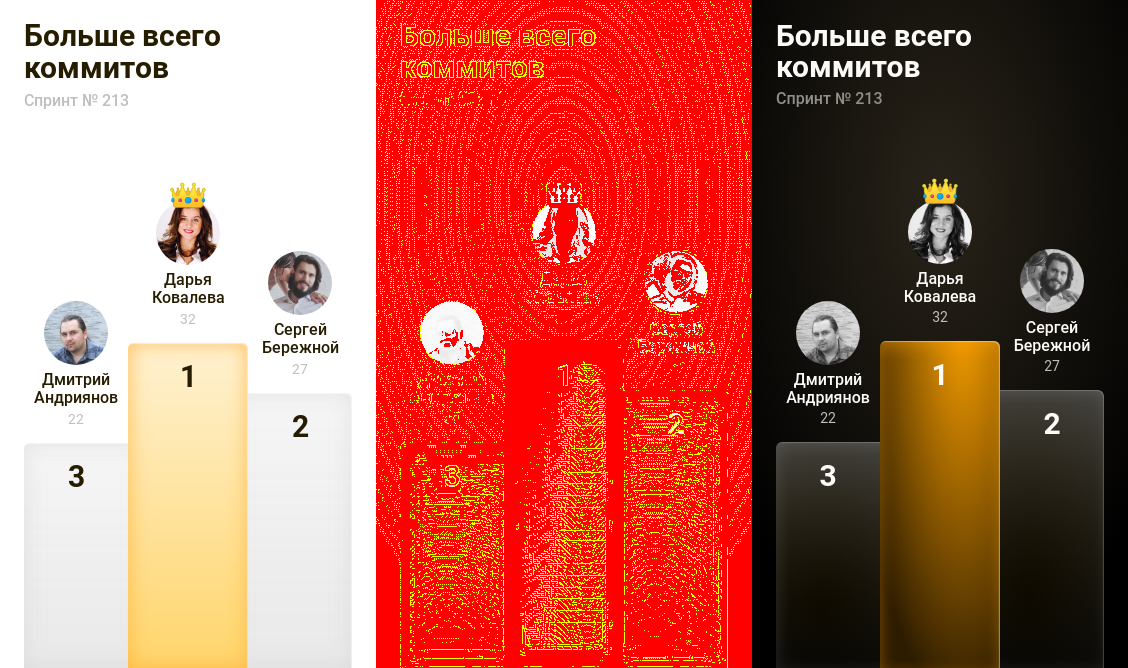 Больше всего
коммитов
Спринт № 213
Дарья
Ковалева
32
Сергей
Бережной
27
Дмитрий
Андриянов
22
1
2
3
Больше всего
коммитов
1
2
3
Больше всего
коммитов
Спринт № 213
Дарья
Ковалева
32
Сергей
Бережной
27
Дмитрий
Андриянов
22
1
2
3